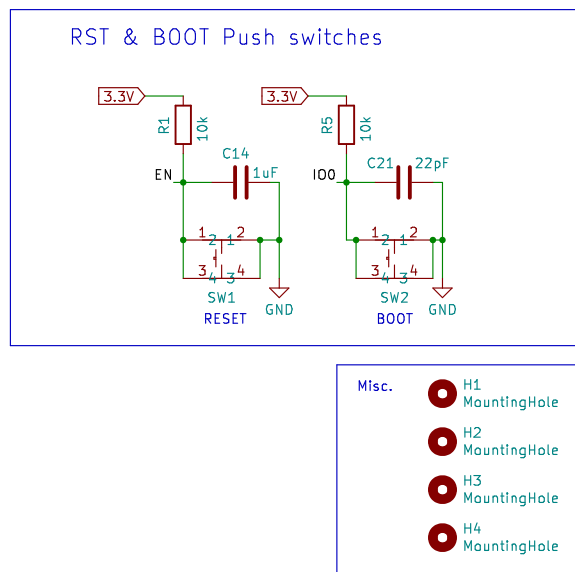 RST & BOOT Push switches
3.3V 3.3V
R1 10k R5 10k
C14 C21 22pF
1uF
EN IO0
1 2 1 2 1 2 1 2
3 4 3 4 3 4 3 4
SW1 SW2
GND GND
RESET BOOT
Misc.
H1
MountingHole
H2
MountingHole
H3
MountingHole
H4
MountingHole